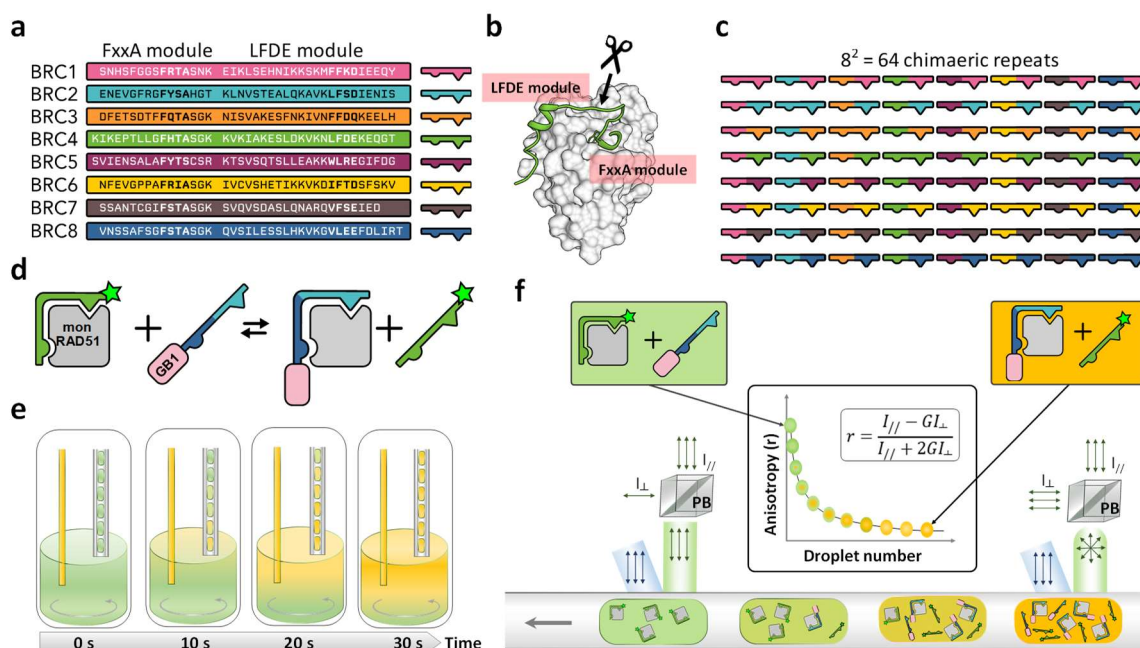 a
FxxA module LFDE module
BRC1 SNHSFGGSFRTASNK EIKLSEHNIKKSKMFFKDIEEQY
BRC2 ENEVGFRGFYSAHGT KLNVSTEALQKAVKLFSDIENIS
BRC3 DFETSDTFFQTASGK NISVAKESFNKIVNFFDQKEELH
BRC4 KIKEPTLLGFHTASGK KVKIAKESLDKVKNLFDEKEQGT
BRC5 SVIENSALAFYTSCSR KTSVSQTSLLEAKKWLREGIFDG
BRC6 NFEVGPPAFRIASGK IVCVSHETIKKVKDIFTDSFSKV
BRC7 SSANTCGIFSTASGK SVQVSDASLQNARQVFSEIED
BRC8 VNSSAFSGFSTASGK QVSILESSLHKVKGVLEEFDLIRT
b
LFDE module
FxxA module
c
8² = 64 chimaeric repeats
d
mon
RAD51
+
GB1
⇌
+
e
0 s 10 s 20 s 30 s Time
f
+
+
Anisotropy (r)
r = (I// − GI⊥) / (I// + 2GI⊥)
Droplet number
I//
I⊥
PB
I//
I⊥
PB